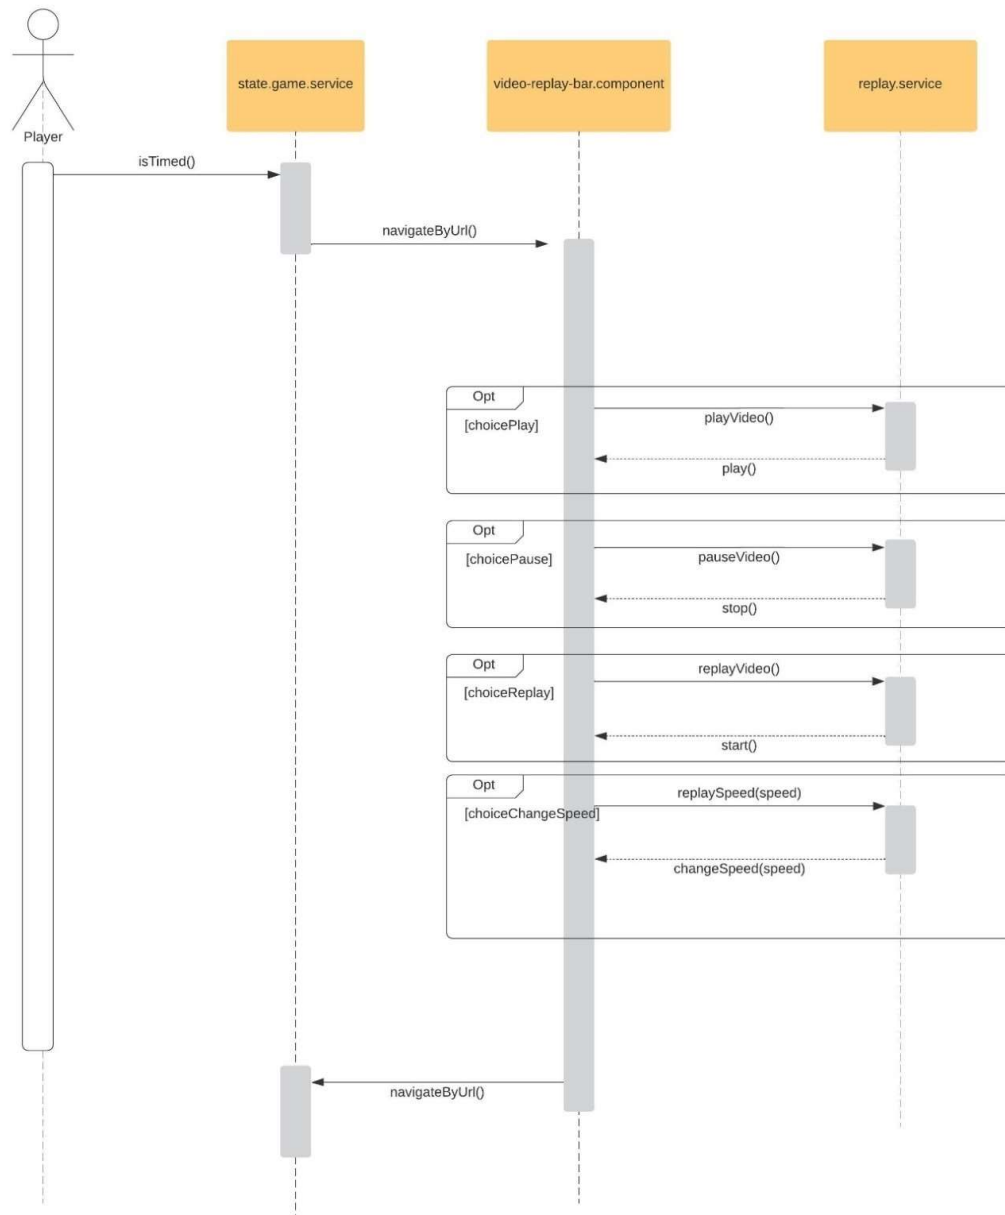 state.game.service
video-replay-bar.component
replay.service
Player
isTimed()
navigateByUrl()
Opt
[choicePlay]
playVideo()
play()
Opt
[choicePause]
pauseVideo()
stop()
Opt
replayVideo()
[choiceReplay]
start()
Opt
replaySpeed(speed)
[choiceChangeSpeed]
changeSpeed(speed)
navigateByUrl()